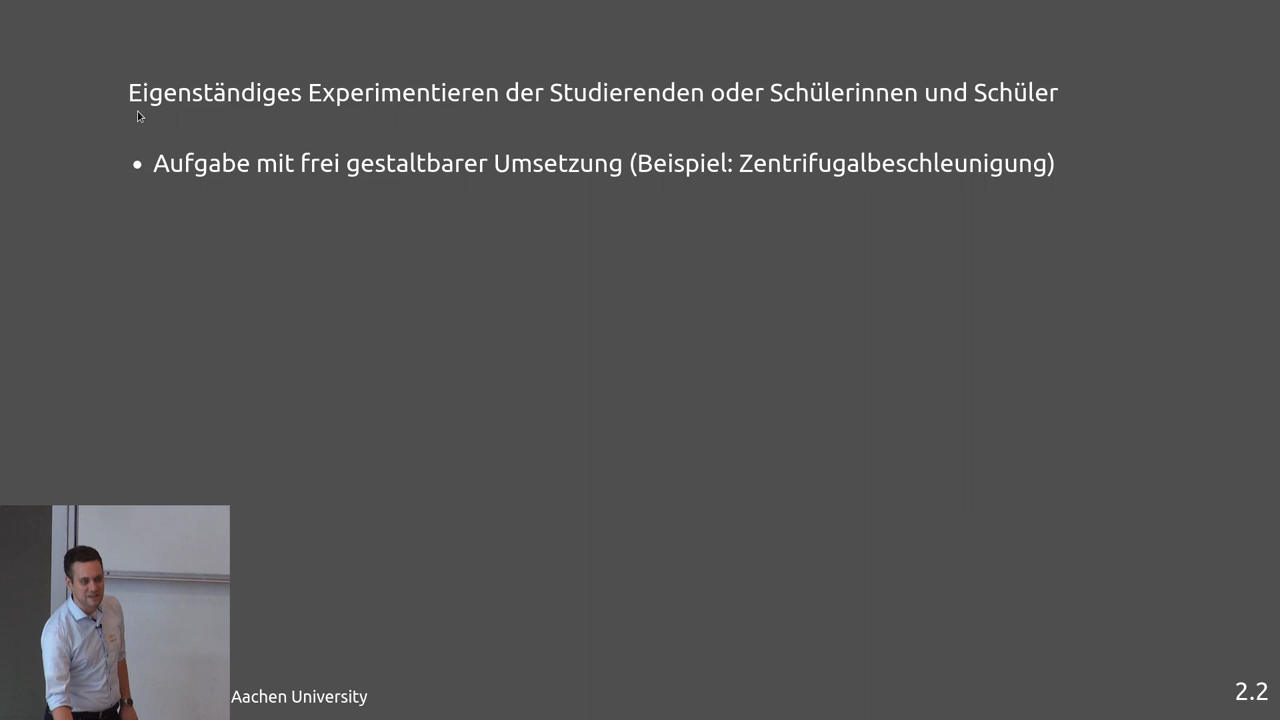 Eigenständiges Experimentieren der Studierenden oder Schülerinnen und Schüler
• Aufgabe mit frei gestaltbarer Umsetzung (Beispiel: Zentrifugalbeschleunigung)
Aachen University
2.2